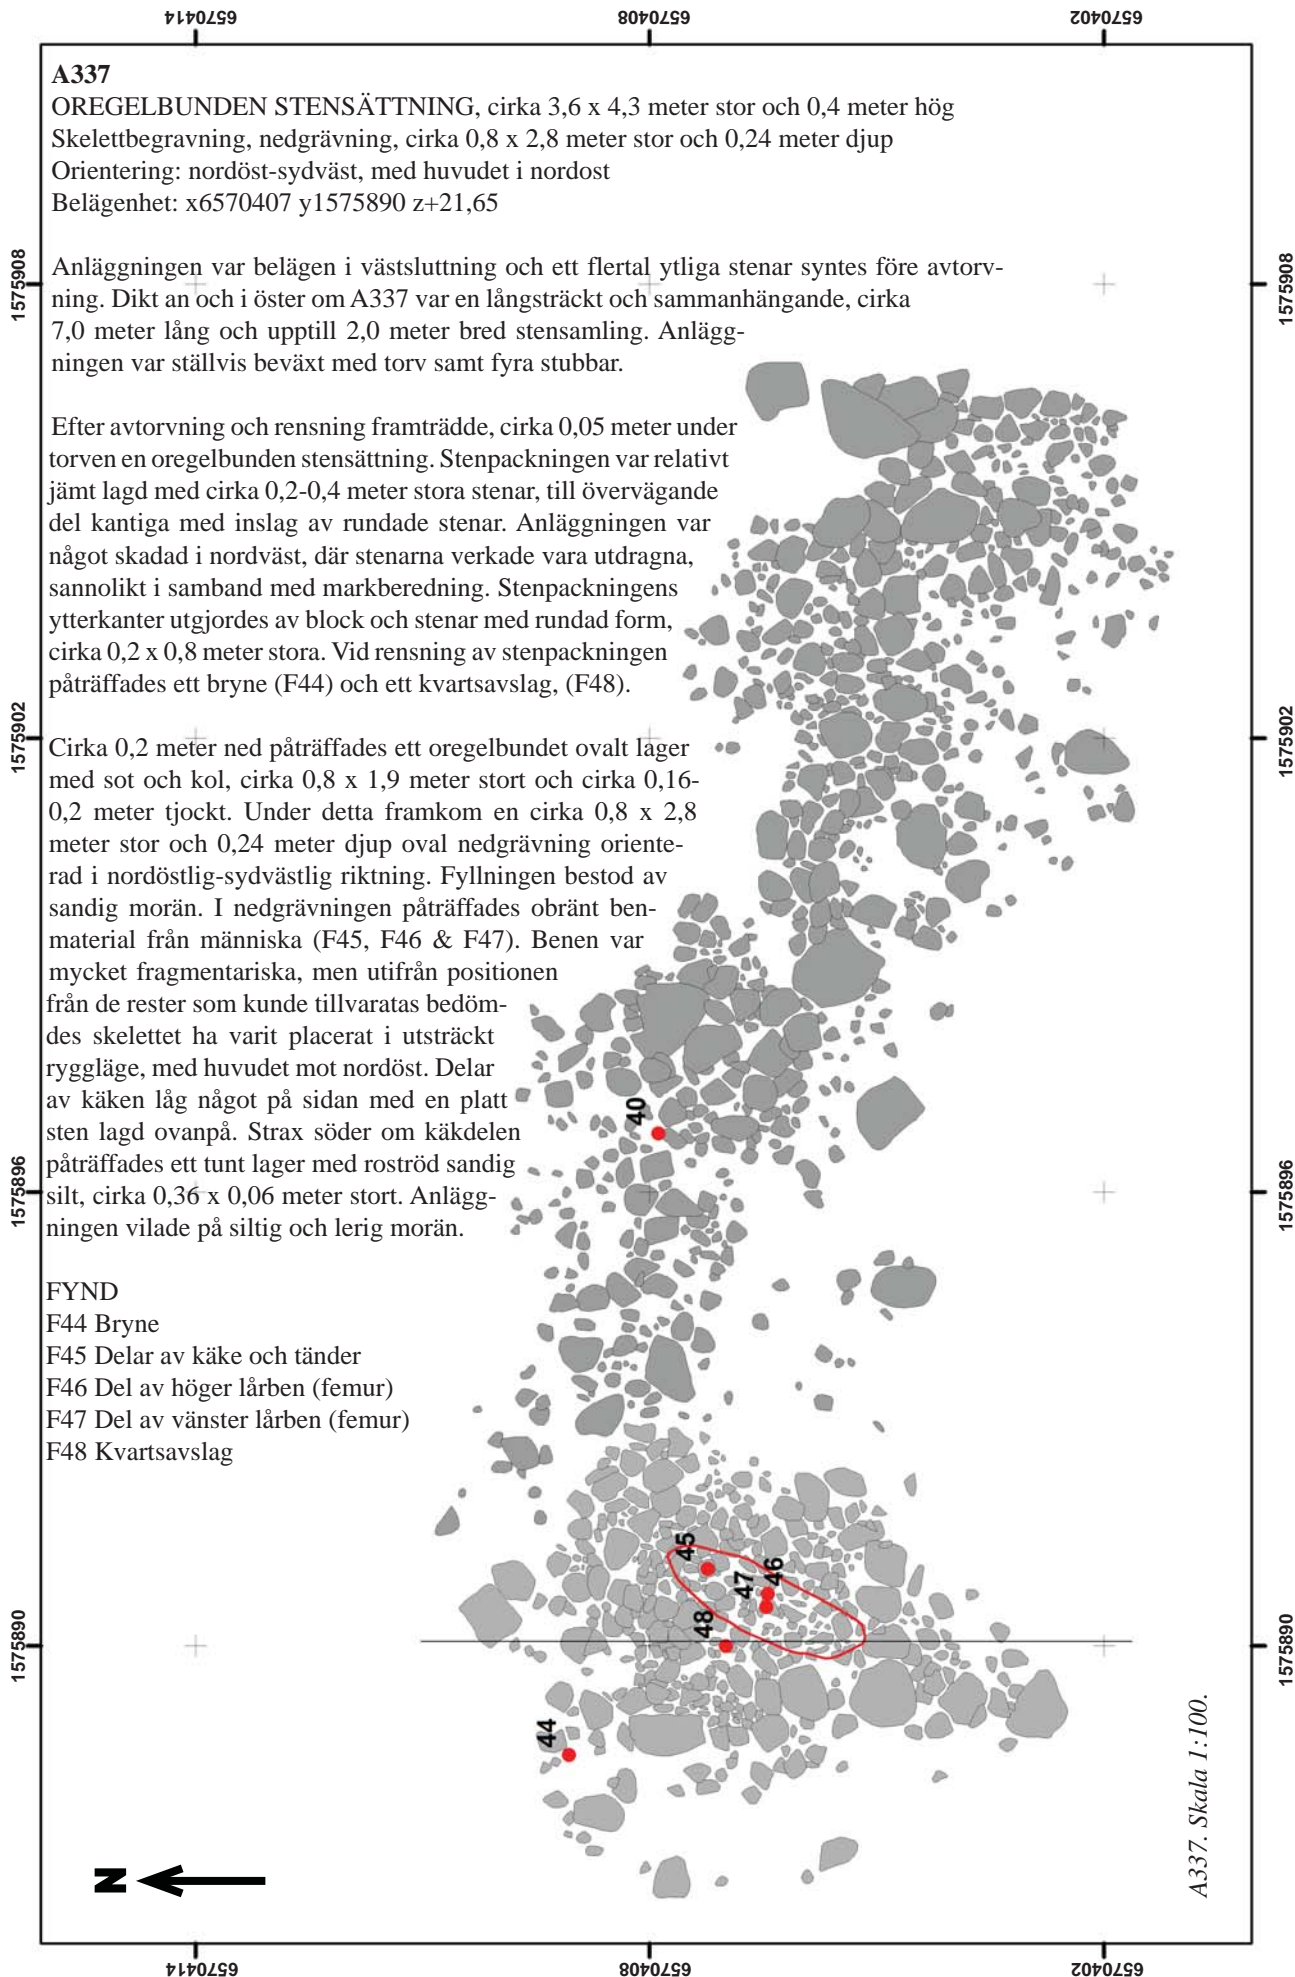 6570414
6570408
6570402
A337
OREGELBUNDEN STENSÄTTNING, cirka 3,6 x 4,3 meter stor och 0,4 meter hög
Skelettbegravning, nedgrävning, cirka 0,8 x 2,8 meter stor och 0,24 meter djup
Orientering: nordöst-sydväst, med huvudet i nordost
Belägenhet: x6570407 y1575890 z+21,65
Anläggningen var belägen i västsluttning och ett flertal ytliga stenar syntes före avtorv-
ning. Dikt an och i öster om A337 var en långsträckt och sammanhängande, cirka
7,0 meter lång och upptill 2,0 meter bred stensamling. Anlägg-
ningen var ställvis beväxt med torv samt fyra stubbar.
Efter avtorvning och rensning framträdde, cirka 0,05 meter under
torven en oregelbunden stensättning. Stenpackningen var relativt
jämt lagd med cirka 0,2-0,4 meter stora stenar, till övervägande
del kantiga med inslag av rundade stenar. Anläggningen var
något skadad i nordväst, där stenarna verkade vara utdragna,
sannolikt i samband med markberedning. Stenpackningens
ytterkanter utgjordes av block och stenar med rundad form,
cirka 0,2 x 0,8 meter stora. Vid rensning av stenpackningen
påträffades ett bryne (F44) och ett kvartsavslag, (F48).
Cirka 0,2 meter ned påträffades ett oregelbundet ovalt lager
med sot och kol, cirka 0,8 x 1,9 meter stort och cirka 0,16-
0,2 meter tjockt. Under detta framkom en cirka 0,8 x 2,8
meter stor och 0,24 meter djup oval nedgrävning oriente-
rad i nordöstlig-sydvästlig riktning. Fyllningen bestod av
sandig morän. I nedgrävningen påträffades obränt ben-
material från människa (F45, F46 & F47). Benen var
mycket fragmentariska, men utifrån positionen
från de rester som kunde tillvaratas bedöm-
des skelettet ha varit placerat i utsträckt
ryggläge, med huvudet mot nordöst. Delar
av käken låg något på sidan med en platt
sten lagd ovanpå. Strax söder om käkdelen
påträffades ett tunt lager med roströd sandig
silt, cirka 0,36 x 0,06 meter stort. Anlägg-
ningen vilade på siltig och lerig morän.
FYND
F44 Bryne
F45 Delar av käke och tänder
F46 Del av höger lårben (femur)
F47 Del av vänster lårben (femur)
F48 Kvartsavslag
1575908
1575902
1575896
1575890
1575908
1575902
1575896
1575890
40
45
46
47
48
44
N
A337. Skala 1:100.
6570414
6570408
6570402